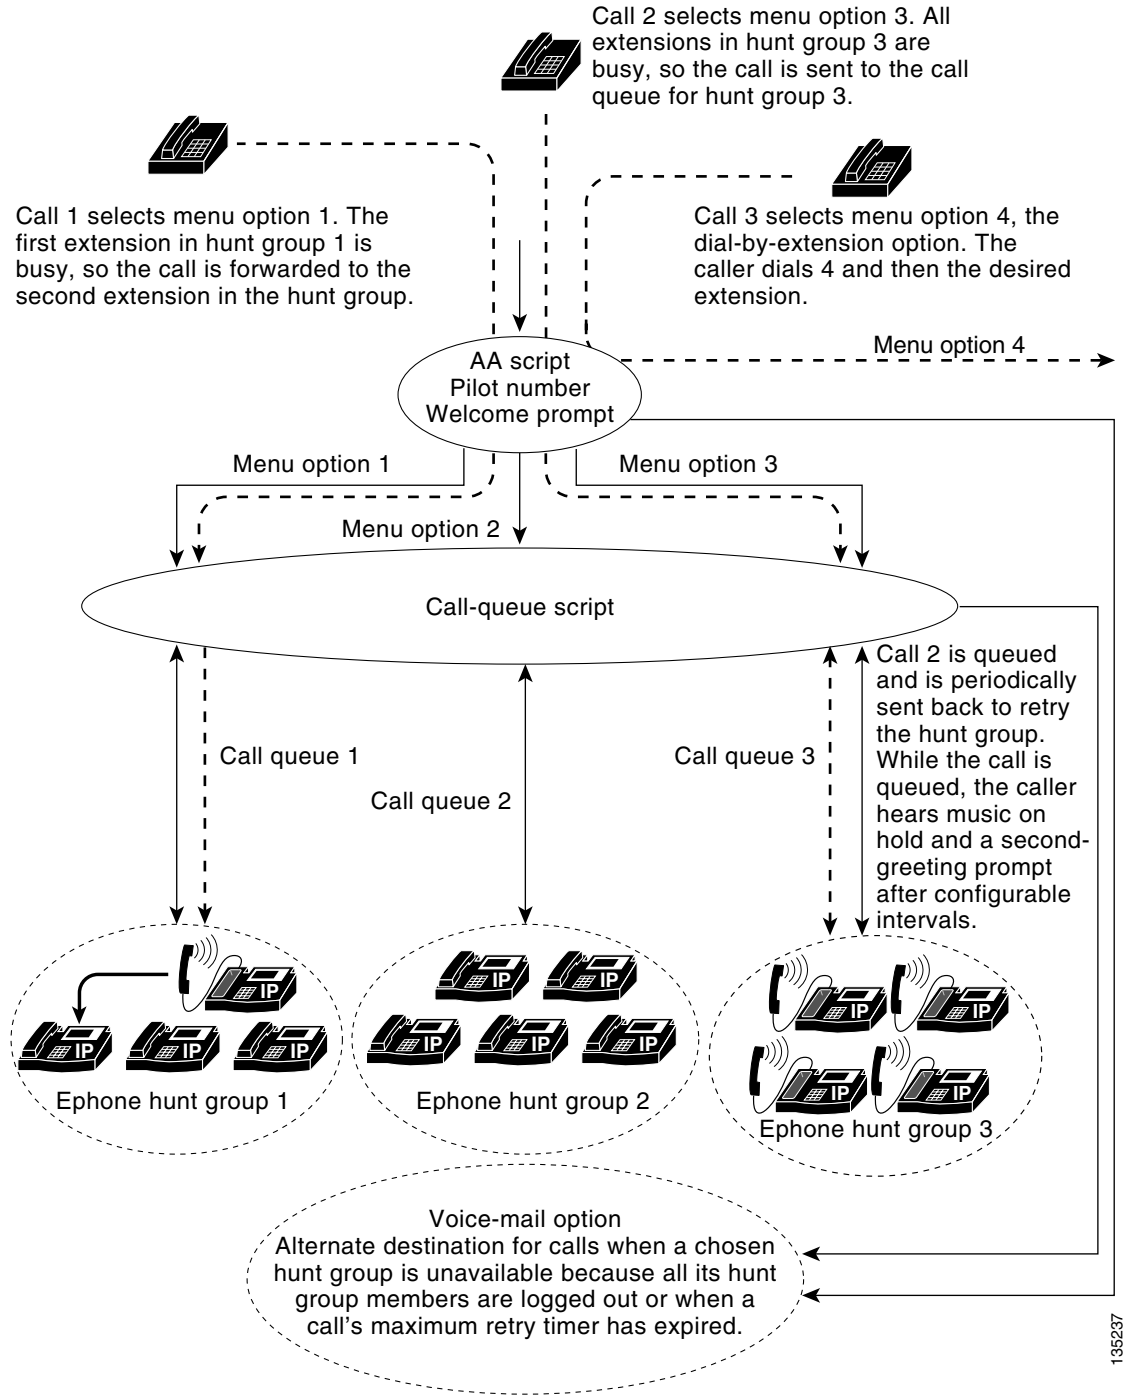 Call 2 selects menu option 3. All
extensions in hunt group 3 are
busy, so the call is sent to the call
queue for hunt group 3.
Call 1 selects menu option 1. The
first extension in hunt group 1 is
busy, so the call is forwarded to the
second extension in the hunt group.
Call 3 selects menu option 4, the
dial-by-extension option. The
caller dials 4 and then the desired
extension.
AA script
Pilot number
Welcome prompt
Menu option 4
Menu option 1
Menu option 3
Menu option 2
Call-queue script
Call 2 is queued
and is periodically
sent back to retry
the hunt group.
While the call is
queued, the caller
hears music on
hold and a second-
greeting prompt
after configurable
intervals.
Call queue 1
Call queue 2
Call queue 3
IP
IP
IP
IP
Ephone hunt group 1
IP
IP
IP
IP
IP
Ephone hunt group 2
IP
IP
IP
IP
Ephone hunt group 3
Voice-mail option
Alternate destination for calls when a chosen
hunt group is unavailable because all its hunt
group members are logged out or when a
call's maximum retry timer has expired.
135237